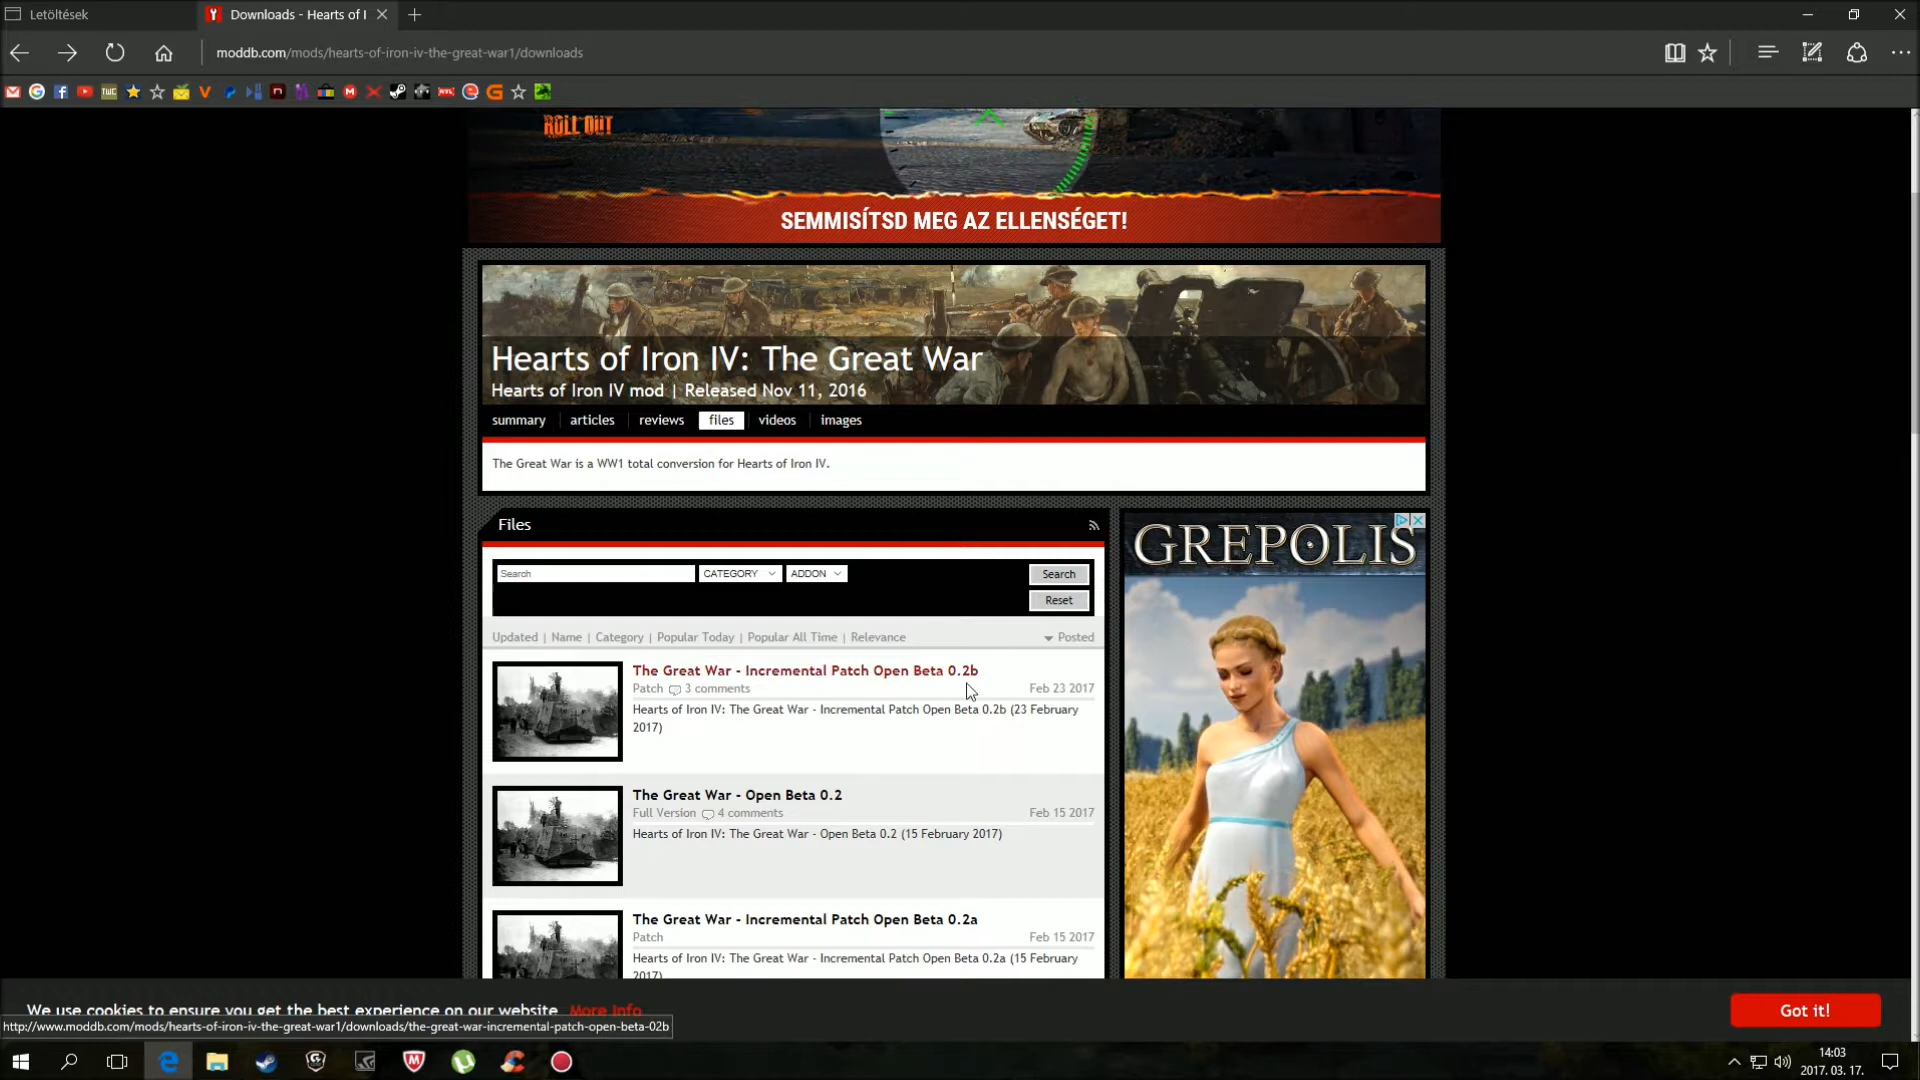 Letöltések
Downloads - Hearts of I
moddb.com/mods/hearts-of-iron-iv-the-great-war1/downloads
ROLL OUT
SEMMISÍTSD MEG AZ ELLENSÉGET!
Hearts of Iron IV: The Great War
Hearts of Iron IV mod | Released Nov 11, 2016
summary articles reviews files videos images
The Great War is a WW1 total conversion for Hearts of Iron IV.
Files
GREPOLIS
Search CATEGORY ADDON Search
Reset
Updated | Name | Category | Popular Today | Popular All Time | Relevance Posted
The Great War - Incremental Patch Open Beta 0.2b
Patch 3 comments Feb 23 2017
Hearts of Iron IV: The Great War - Incremental Patch Open Beta 0.2b (23 February
2017)
The Great War - Open Beta 0.2
Full Version 4 comments Feb 15 2017
Hearts of Iron IV: The Great War - Open Beta 0.2 (15 February 2017)
The Great War - Incremental Patch Open Beta 0.2a
Patch Feb 15 2017
Hearts of Iron IV: The Great War - Incremental Patch Open Beta 0.2a (15 February
2017)
We use cookies to ensure you get the best experience on our website More info
Got it!
http://www.moddb.com/mods/hearts-of-iron-iv-the-great-war1/downloads/the-great-war-incremental-patch-open-beta-02b
14:03
2017. 03. 17.